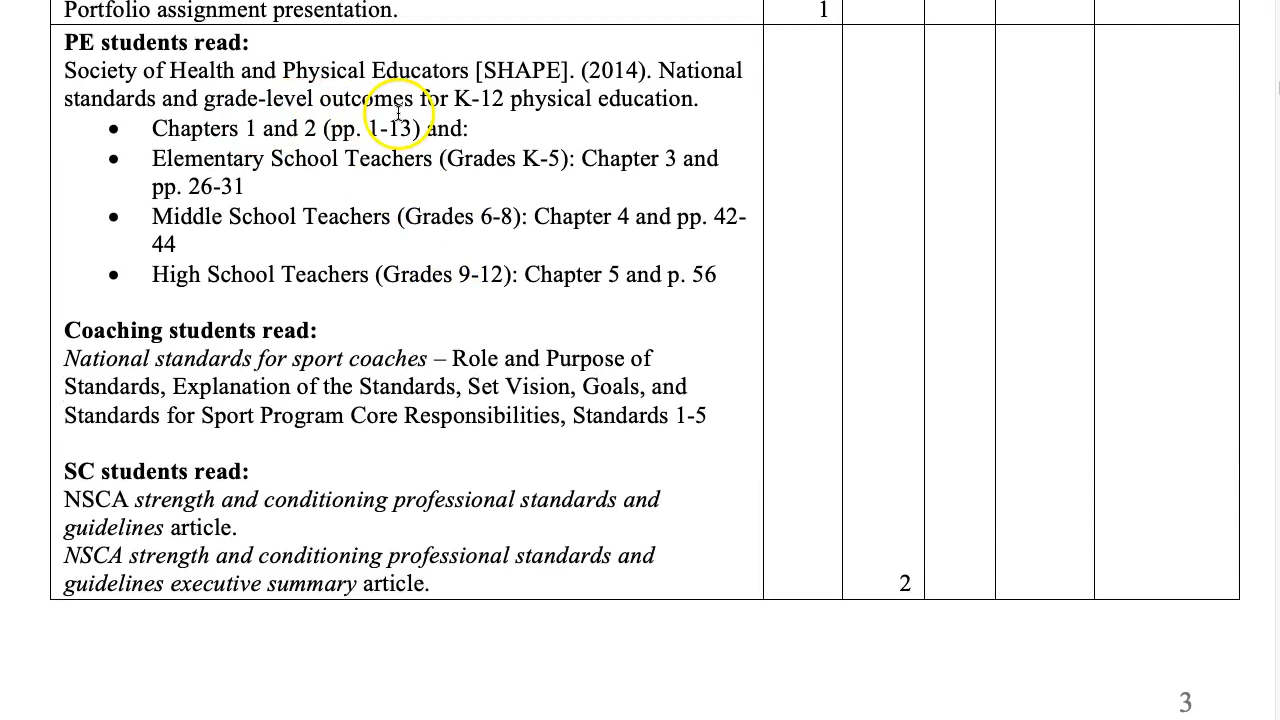 Portfolio assignment presentation. 1
PE students read:
Society of Health and Physical Educators [SHAPE]. (2014). National
standards and grade-level outcomes for K-12 physical education.
• Chapters 1 and 2 (pp. 1-13) and:
• Elementary School Teachers (Grades K-5): Chapter 3 and
pp. 26-31
• Middle School Teachers (Grades 6-8): Chapter 4 and pp. 42-
44
• High School Teachers (Grades 9-12): Chapter 5 and p. 56
Coaching students read:
National standards for sport coaches – Role and Purpose of
Standards, Explanation of the Standards, Set Vision, Goals, and
Standards for Sport Program Core Responsibilities, Standards 1-5
SC students read:
NSCA strength and conditioning professional standards and
guidelines article.
NSCA strength and conditioning professional standards and
guidelines executive summary article. 2
3